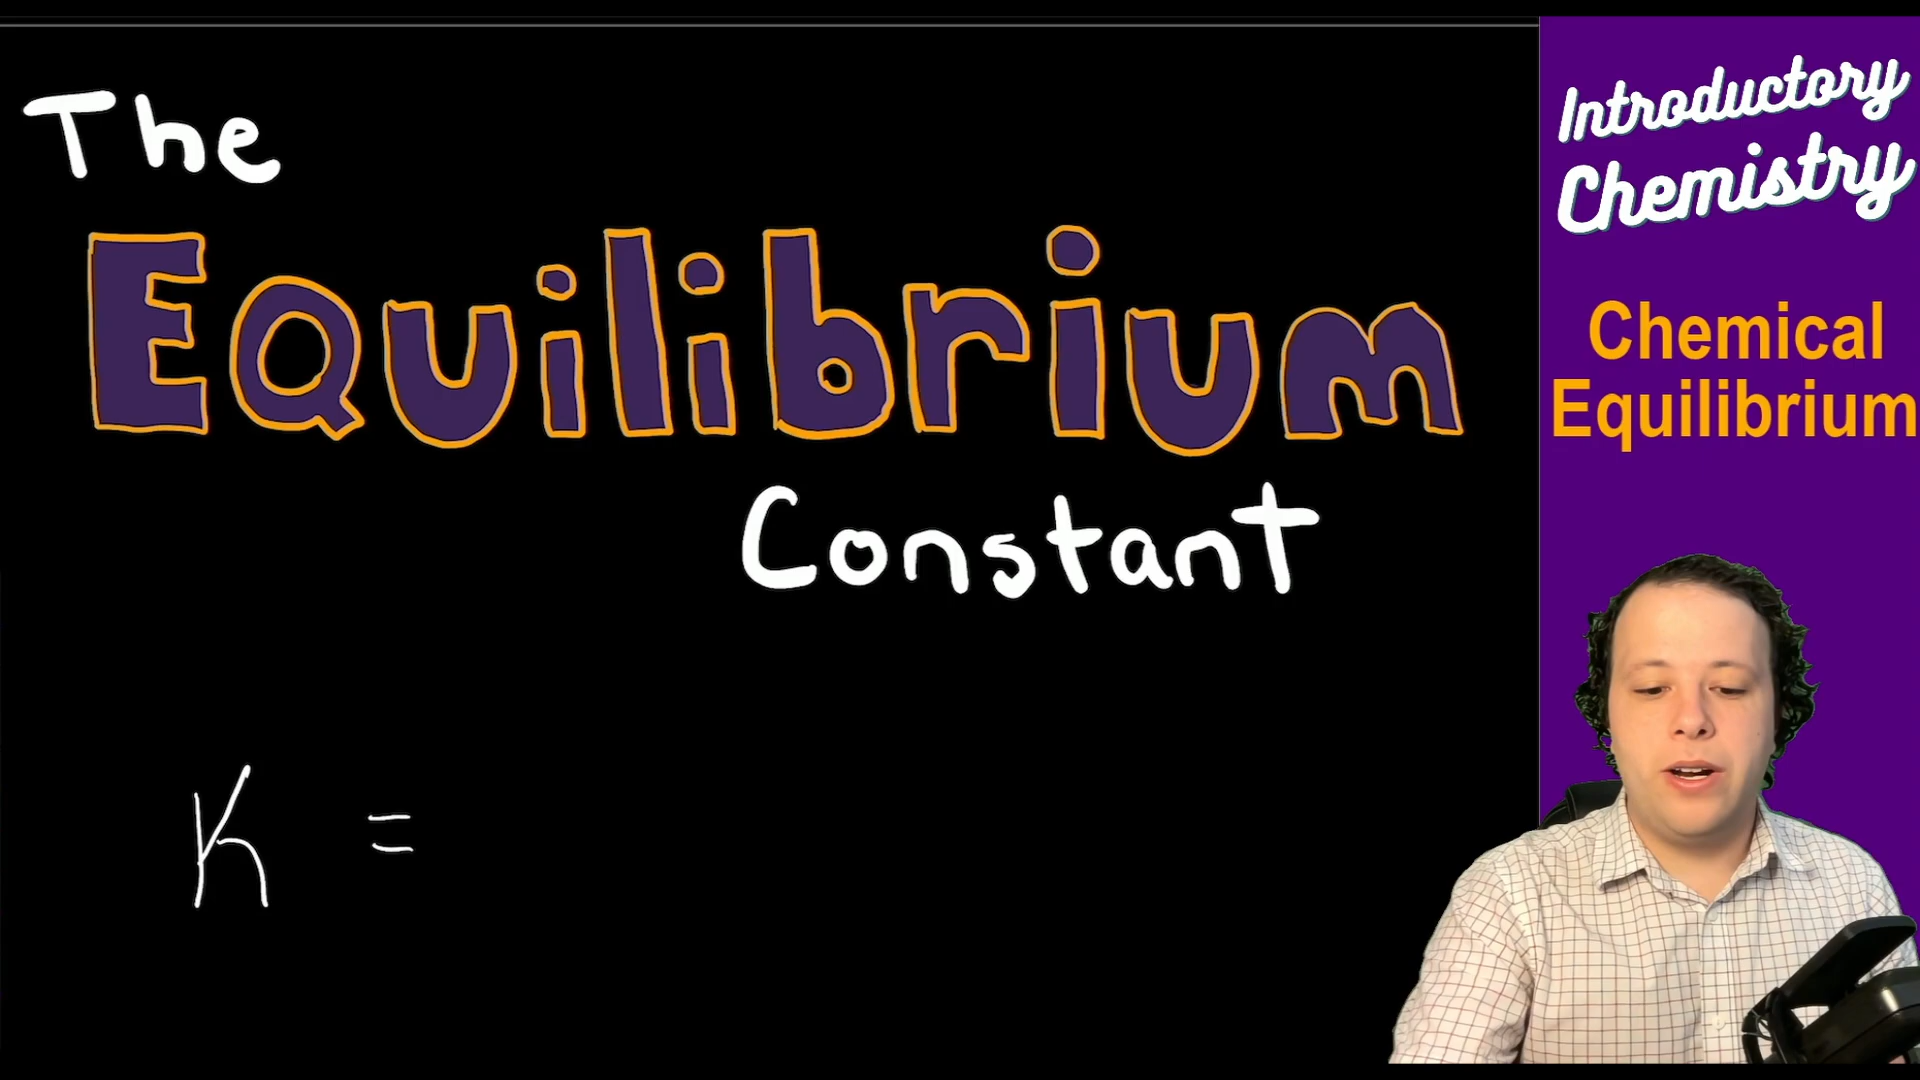 The
Equilibrium
Constant
K =
Introductory
Chemistry
Chemical
Equilibrium